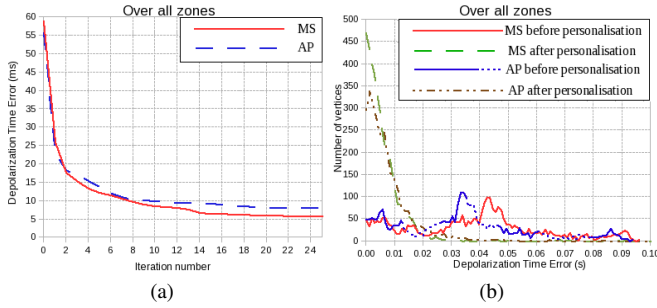 Over all zones
Depolarization Time Error (ms)
60
55
50
45
40
35
30
25
20
15
10
5
0
MS
AP
0 2 4 6 8 10 12 14 16 18 20 22 24
Iteration number
(a)
Over all zones
Number of vertices
500
450
400
350
300
250
200
150
100
50
0
MS before personalisation
MS after personalisation
AP before personalisation
AP after personalisation
0.00 0.01 0.02 0.03 0.04 0.05 0.06 0.07 0.08 0.09 0.10
Depolarization Time Error (s)
(b)